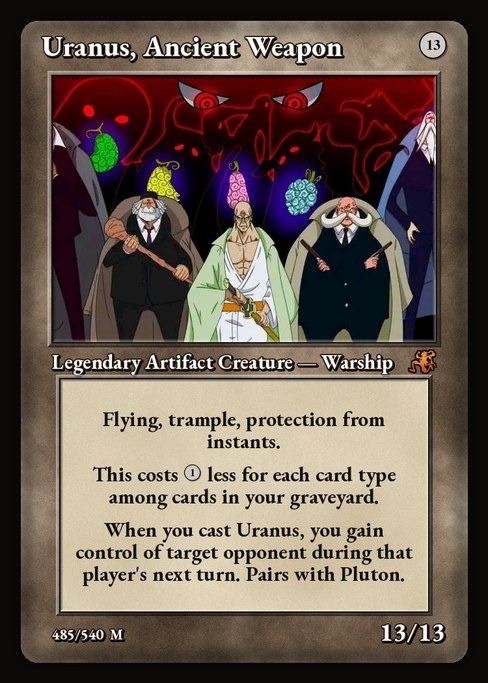 Uranus, Ancient Weapon 13
Legendary Artifact Creature — Warship
Flying, trample, protection from
instants.
This costs 1 less for each card type
among cards in your graveyard.
When you cast Uranus, you gain
control of target opponent during that
player's next turn. Pairs with Pluton.
485/540 M 13/13